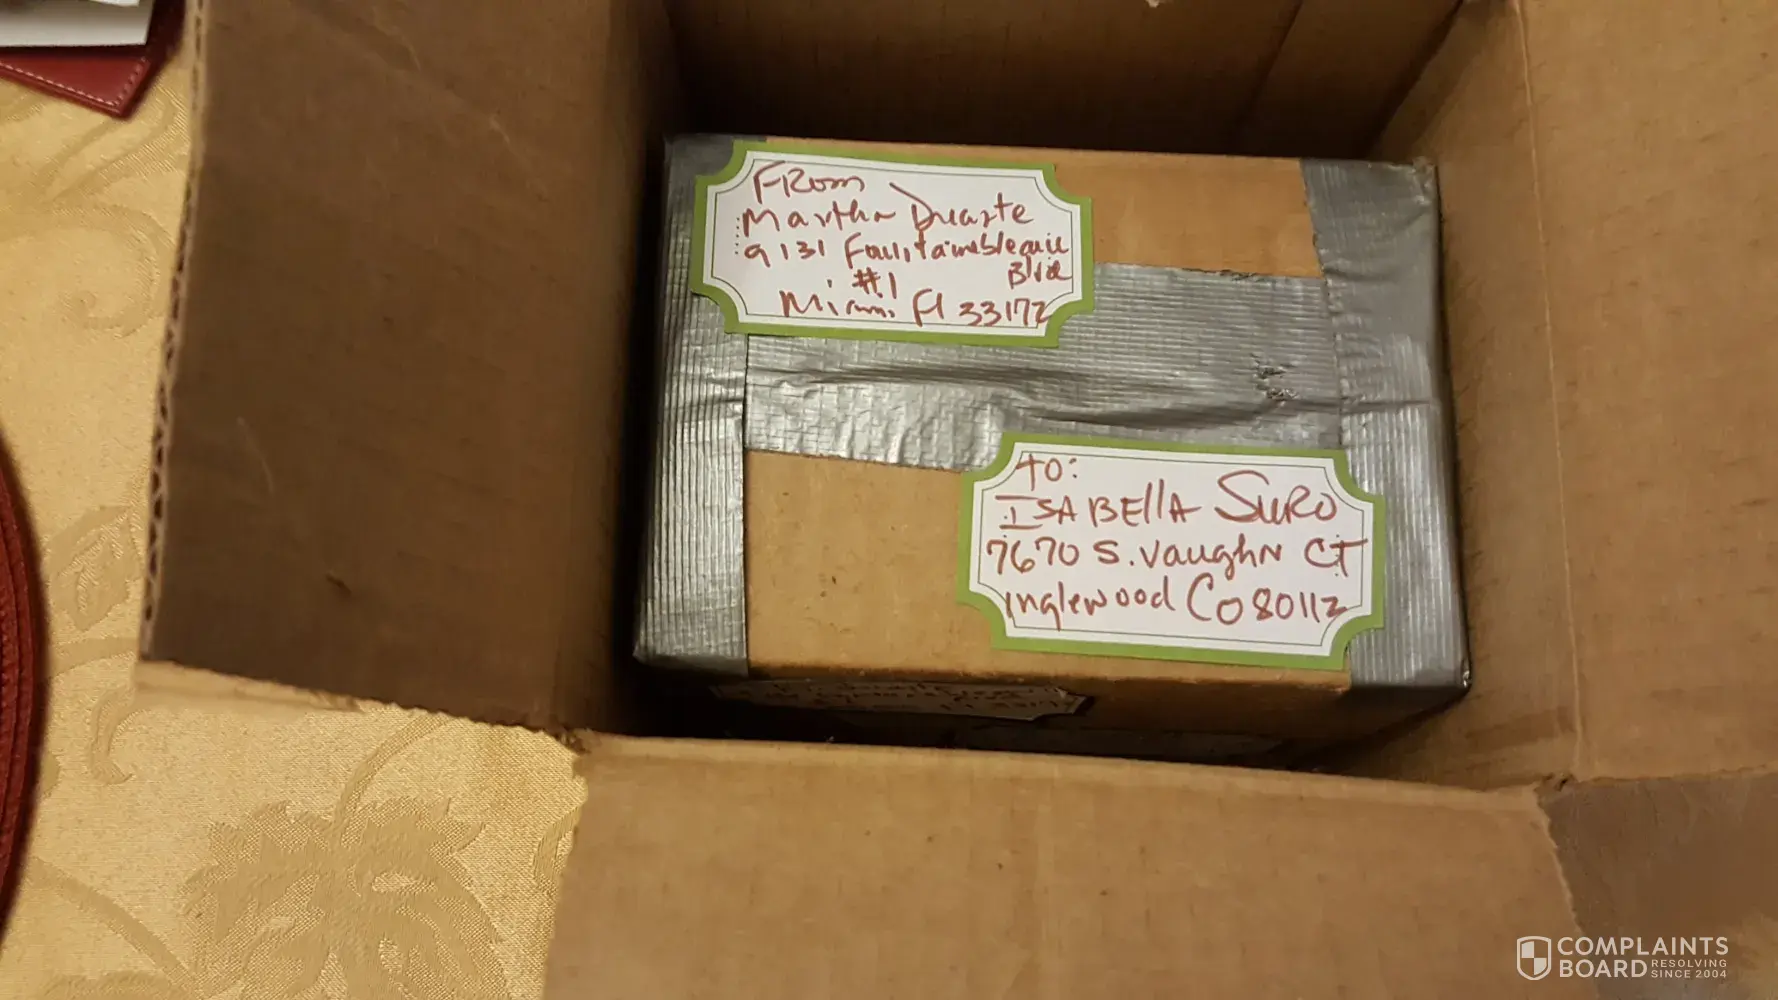 From
Martha Duarte
9131 Fountainbleauie
Blvd
#1
Miami Fl 33172
TO:
ISABEllA SURO
7670 S. Vaughn CT
Inglewood CO 80112
COMPLAINTS
BOARD RESOLVING
SINCE 2004